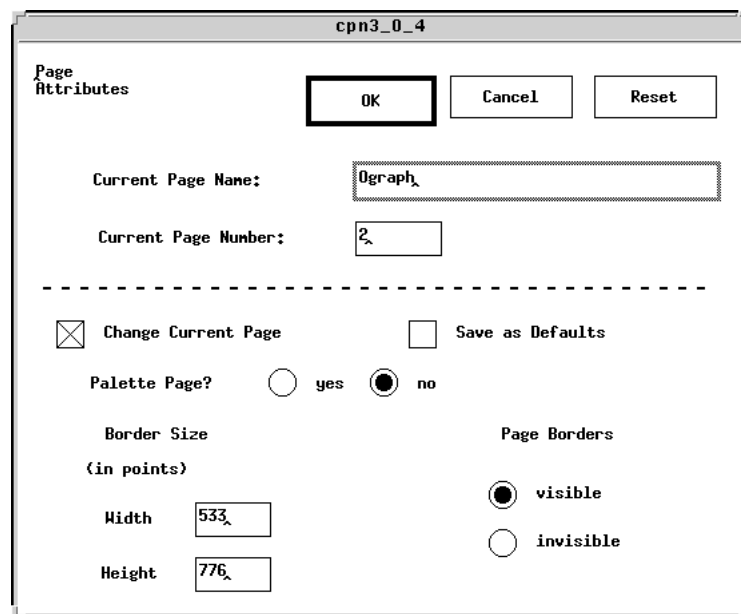 cpn3_0_4
Page
Attributes
OK
Cancel
Reset
Current Page Name:
Ograph
Current Page Number:
2
Change Current Page
Save as Defaults
Palette Page?
yes
no
Border Size
Page Borders
(in points)
visible
Width
533
invisible
Height
776